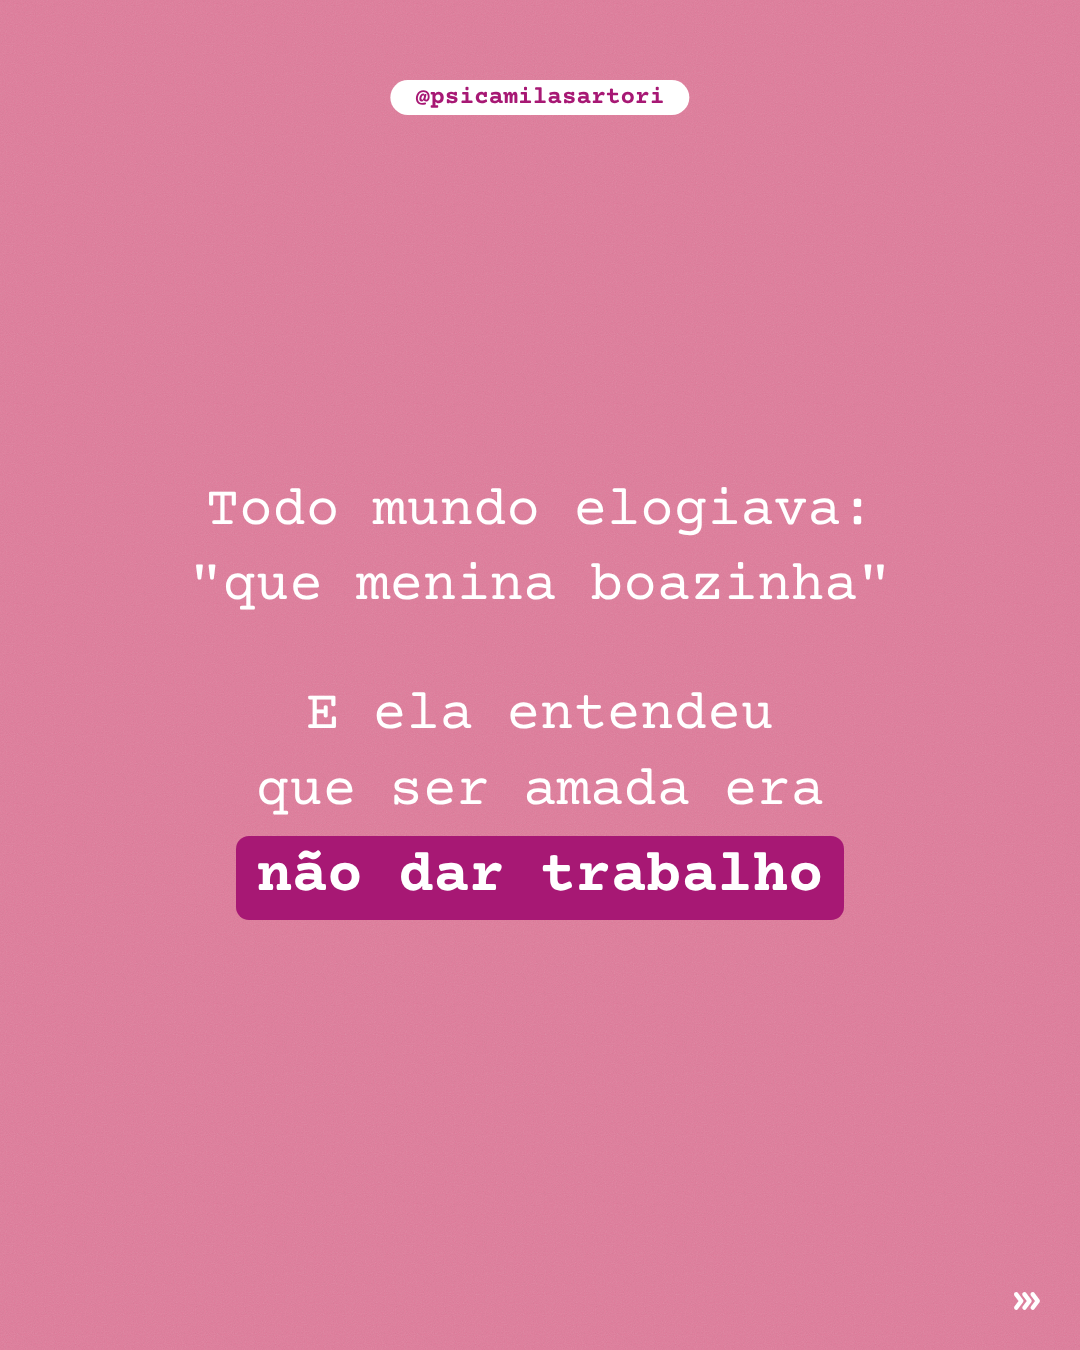 @psicamilasartori
Todo mundo elogiava:
"que menina boazinha"
E ela entendeu
que ser amada era
não dar trabalho